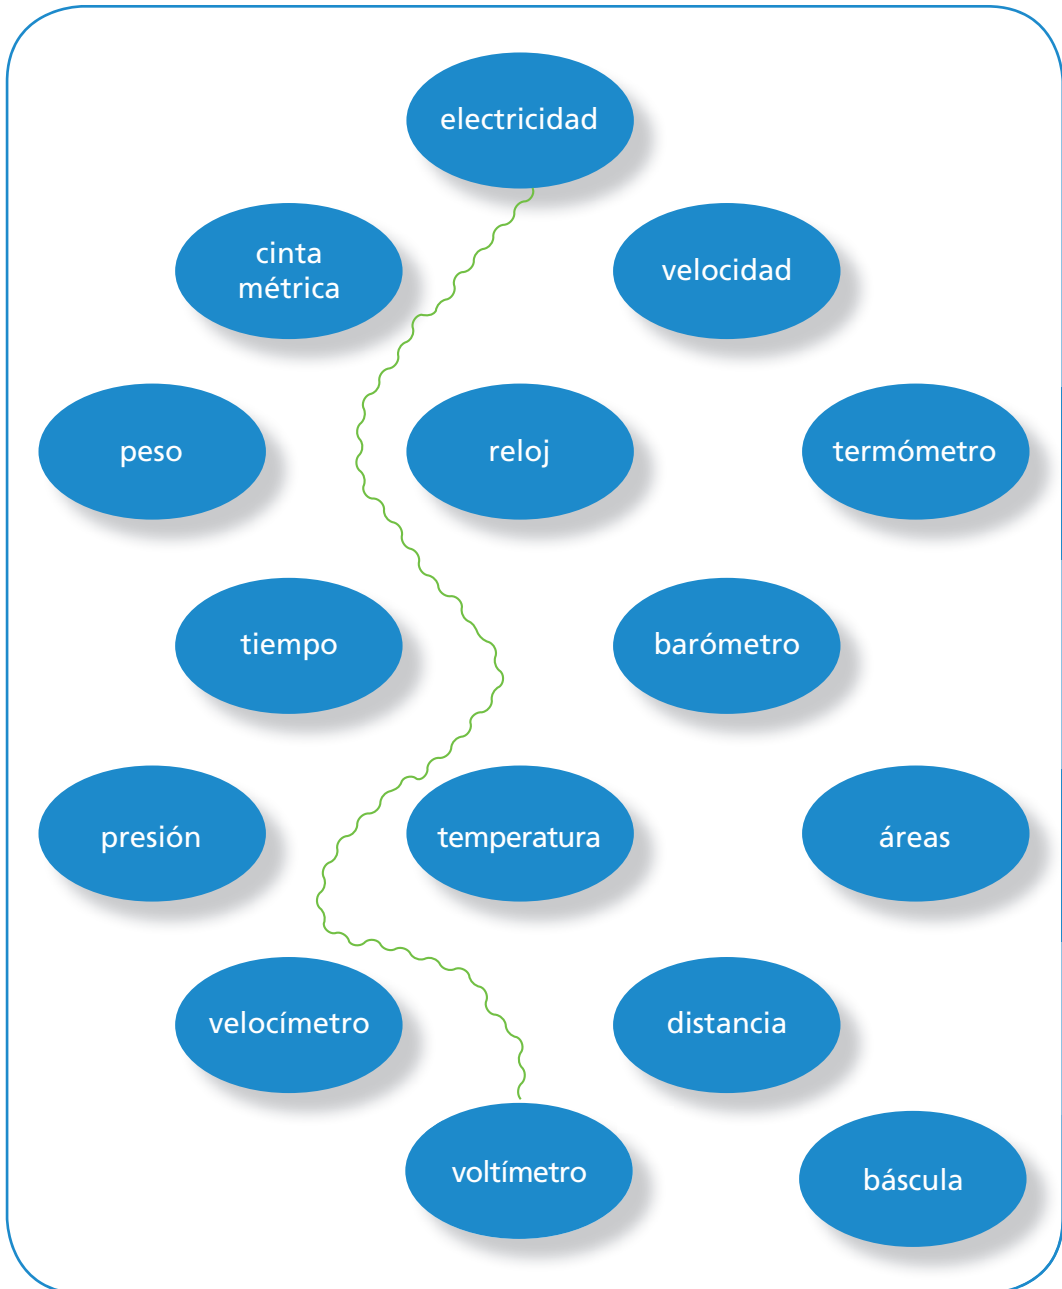 electricidad
cinta
métrica
velocidad
peso
reloj
termómetro
tiempo
barómetro
presión
temperatura
áreas
velocímetro
distancia
voltímetro
báscula